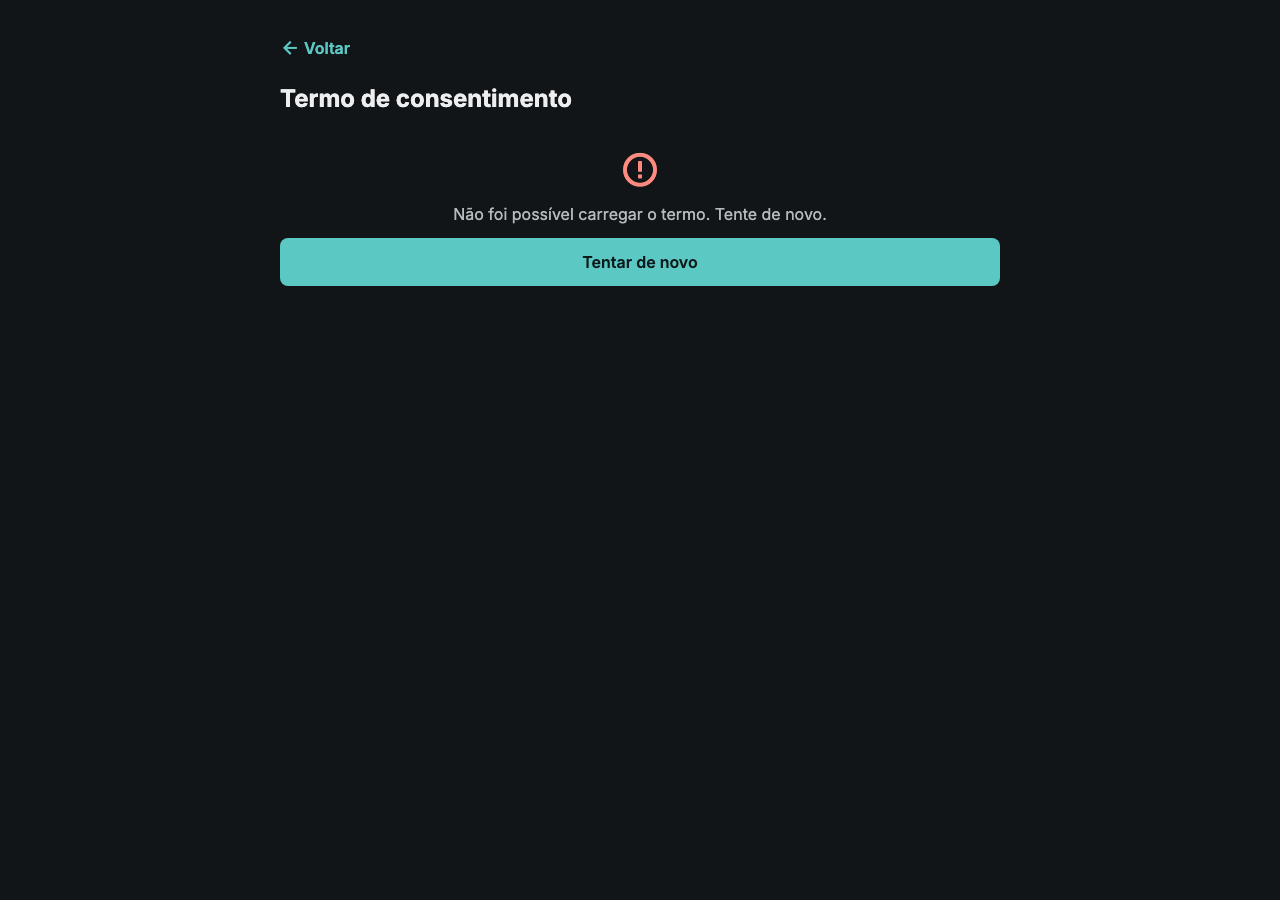 Voltar
Termo de consentimento
Não foi possível carregar o termo. Tente de novo.
Tentar de novo